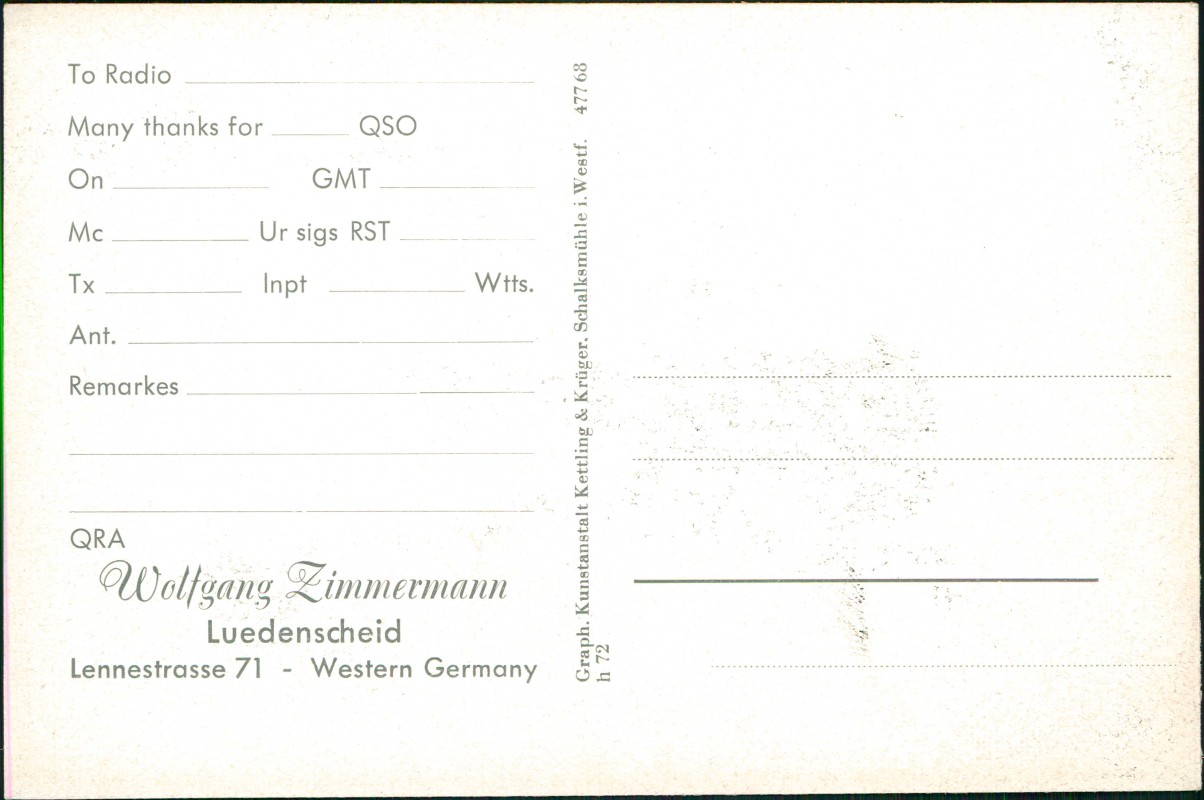 To Radio
Many thanks for QSO
On GMT
Mc Ur sigs RST
Tx Inpt Wtts.
Ant.
Remarkes
QRA
Wolfgang Zimmermann
Luedenscheid
Lennestrasse 71 - Western Germany
Graph. Kunstanstalt Kettling & Krüger. Schalksmühle i.Westf. 47768
h 72